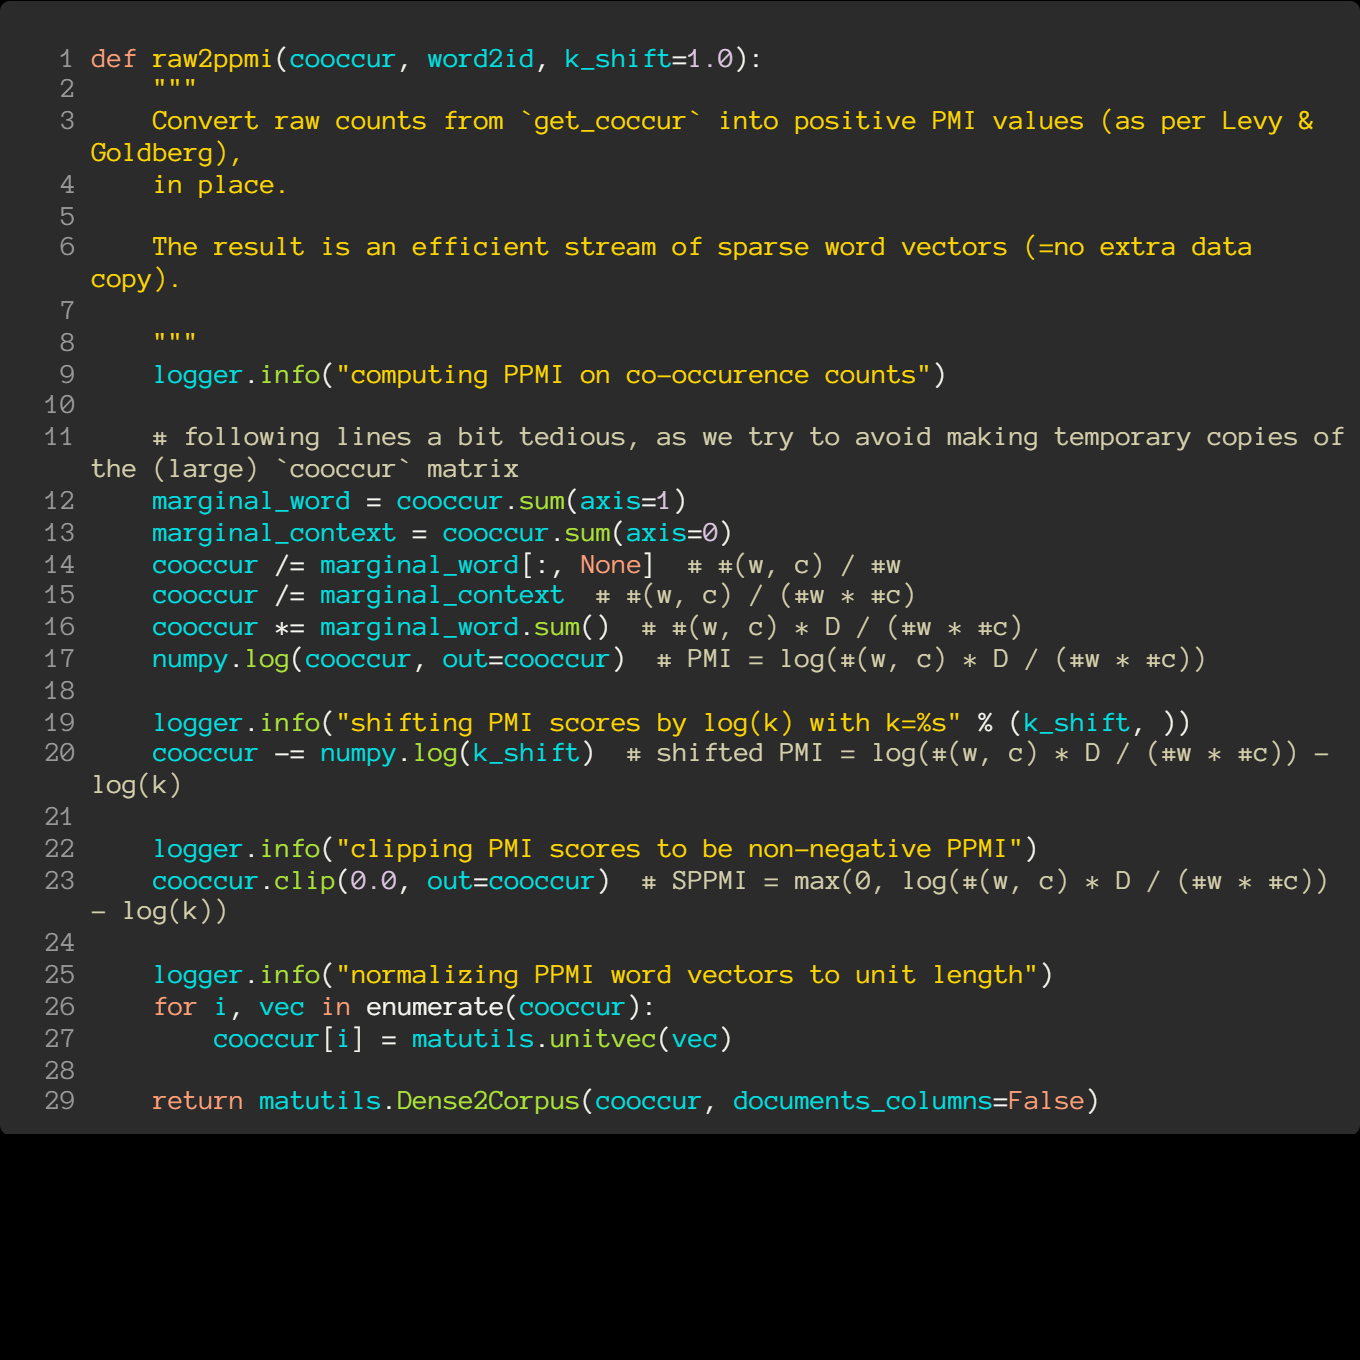 1 def raw2ppmi(cooccur, word2id, k_shift=1.0):
2     """
3     Convert raw counts from `get_coccur` into positive PMI values (as per Levy &
Goldberg),
4     in place.
5
6     The result is an efficient stream of sparse word vectors (=no extra data
copy).
7
8     """
9     logger.info("computing PPMI on co-occurence counts")
10
11     # following lines a bit tedious, as we try to avoid making temporary copies of
the (large) `cooccur` matrix
12     marginal_word = cooccur.sum(axis=1)
13     marginal_context = cooccur.sum(axis=0)
14     cooccur /= marginal_word[:, None]  # #(w, c) / #w
15     cooccur /= marginal_context  # #(w, c) / (#w * #c)
16     cooccur *= marginal_word.sum()  # #(w, c) * D / (#w * #c)
17     numpy.log(cooccur, out=cooccur)  # PMI = log(#(w, c) * D / (#w * #c))
18
19     logger.info("shifting PMI scores by log(k) with k=%s" % (k_shift, ))
20     cooccur -= numpy.log(k_shift)  # shifted PMI = log(#(w, c) * D / (#w * #c)) -
log(k)
21
22     logger.info("clipping PMI scores to be non-negative PPMI")
23     cooccur.clip(0.0, out=cooccur)  # SPPMI = max(0, log(#(w, c) * D / (#w * #c))
- log(k))
24
25     logger.info("normalizing PPMI word vectors to unit length")
26     for i, vec in enumerate(cooccur):
27         cooccur[i] = matutils.unitvec(vec)
28
29     return matutils.Dense2Corpus(cooccur, documents_columns=False)